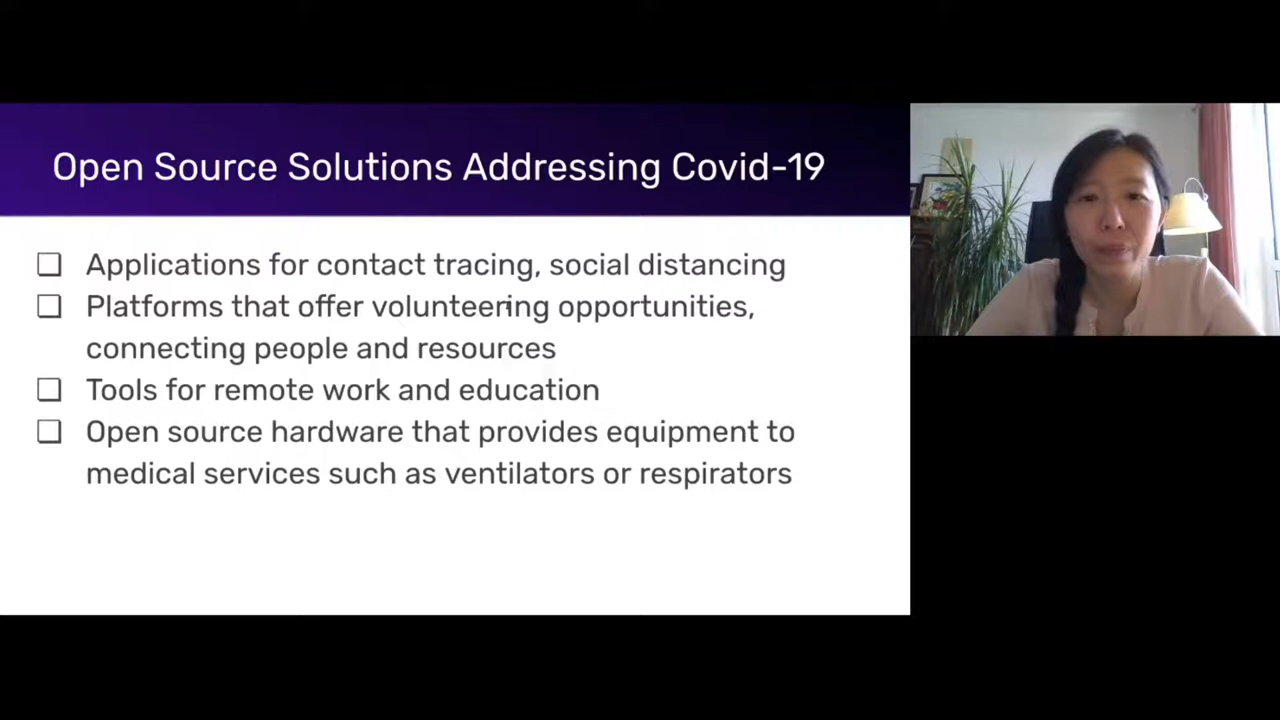 Open Source Solutions Addressing Covid-19
Applications for contact tracing, social distancing
Platforms that offer volunteering opportunities,
connecting people and resources
Tools for remote work and education
Open source hardware that provides equipment to
medical services such as ventilators or respirators